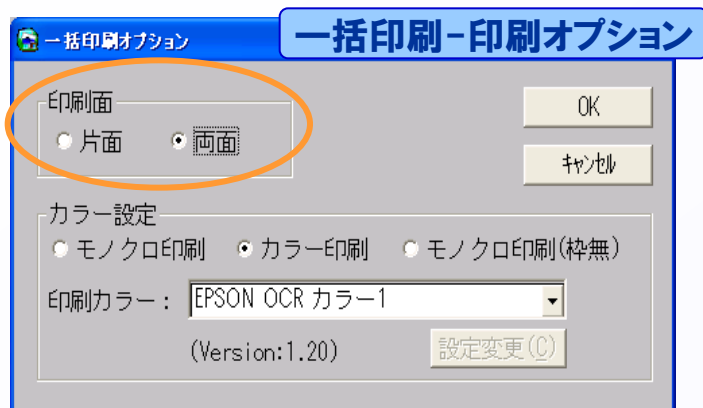 一括印刷オプション
一括印刷-印刷オプション
印刷面
片面 両面
OK
キャンセル
カラー設定
モノクロ印刷 カラー印刷 モノクロ印刷(枠無)
印刷カラー： EPSON OCR カラー1
(Version:1.20) 設定変更(C)